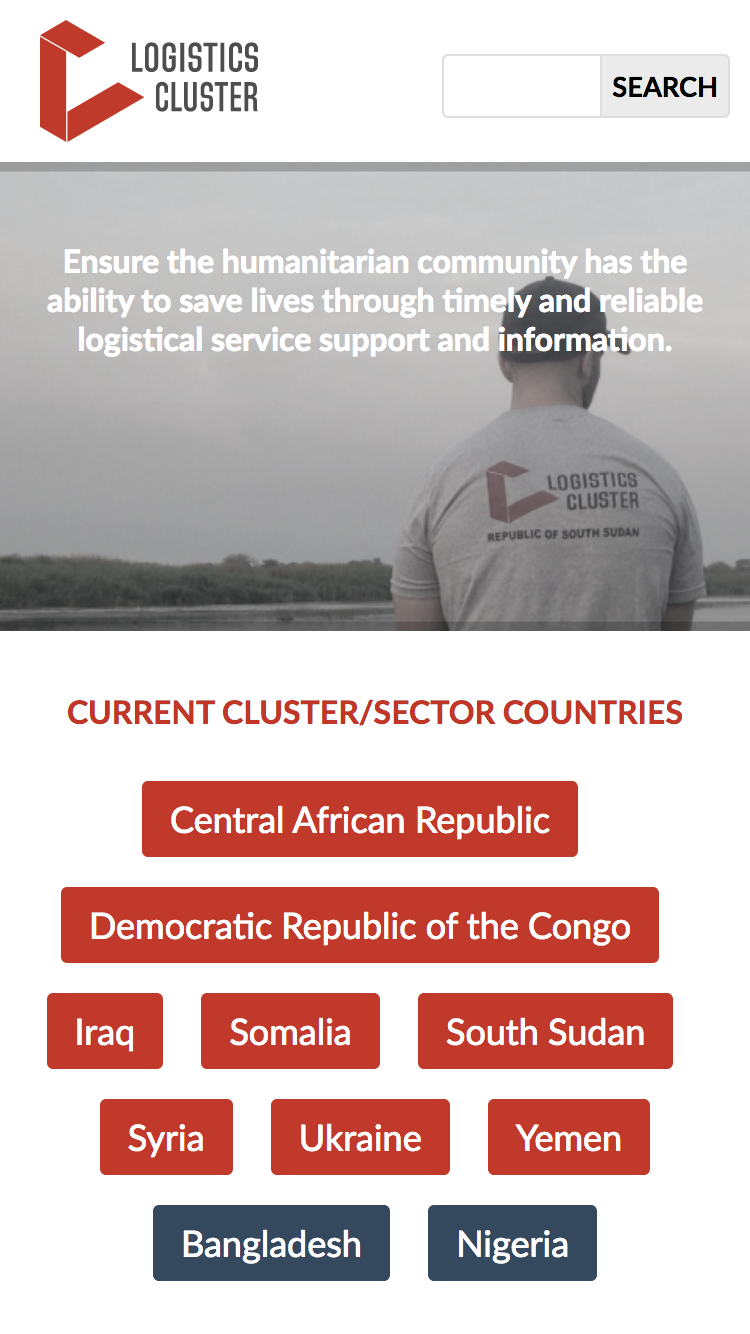 LOGISTICS
CLUSTER
SEARCH
Ensure the humanitarian community has the
ability to save lives through timely and reliable
logistical service support and information.
LOGISTICS
CLUSTER
REPUBLIC OF SOUTH SUDAN
CURRENT CLUSTER/SECTOR COUNTRIES
Central African Republic
Democratic Republic of the Congo
Iraq Somalia South Sudan
Syria Ukraine Yemen
Bangladesh Nigeria